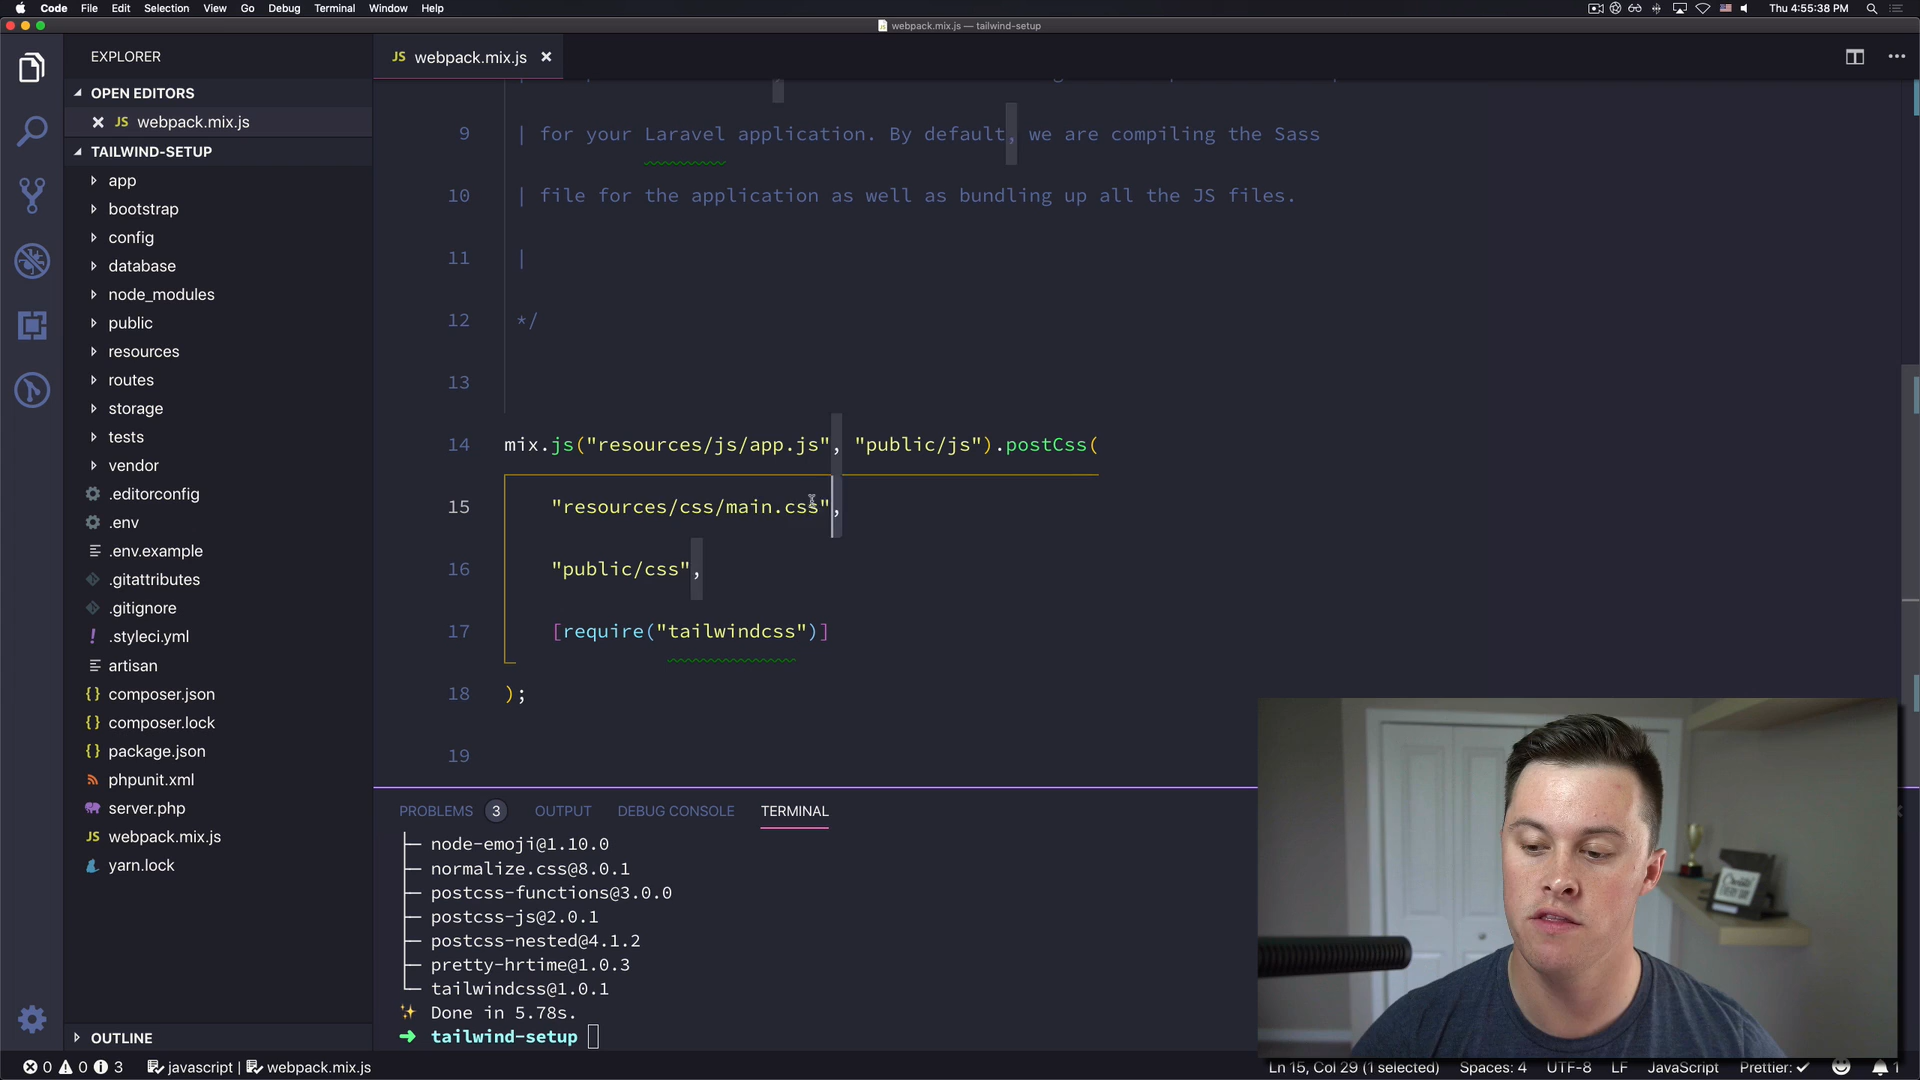 Code File Edit Selection View Go Debug Terminal Window Help
Thu 4:55:38 PM
webpack.mix.js — tailwind-setup
EXPLORER
JS webpack.mix.js
OPEN EDITORS
JS webpack.mix.js
TAILWIND-SETUP
app
bootstrap
config
database
node_modules
public
resources
routes
storage
tests
vendor
.editorconfig
.env
.env.example
.gitattributes
.gitignore
! .styleci.yml
artisan
{} composer.json
{} composer.lock
{} package.json
phpunit.xml
server.php
JS webpack.mix.js
yarn.lock
OUTLINE
9 | for your Laravel application. By default, we are compiling the Sass
10 | file for the application as well as bundling up all the JS files.
11 |
12 */
13
14 mix.js("resources/js/app.js", "public/js").postCss(
15 "resources/css/main.css",
16 "public/css",
17 [require("tailwindcss")]
18 );
19
PROBLEMS 3 OUTPUT DEBUG CONSOLE TERMINAL
├─ node-emoji@1.10.0
├─ normalize.css@8.0.1
├─ postcss-functions@3.0.0
├─ postcss-js@2.0.1
├─ postcss-nested@4.1.2
├─ pretty-hrtime@1.0.3
└─ tailwindcss@1.0.1
✨ Done in 5.78s.
➜ tailwind-setup
0 0 3 javascript webpack.mix.js
Ln 15, Col 29 (1 selected) Spaces: 4 UTF-8 LF JavaScript Prettier: ✓ 1